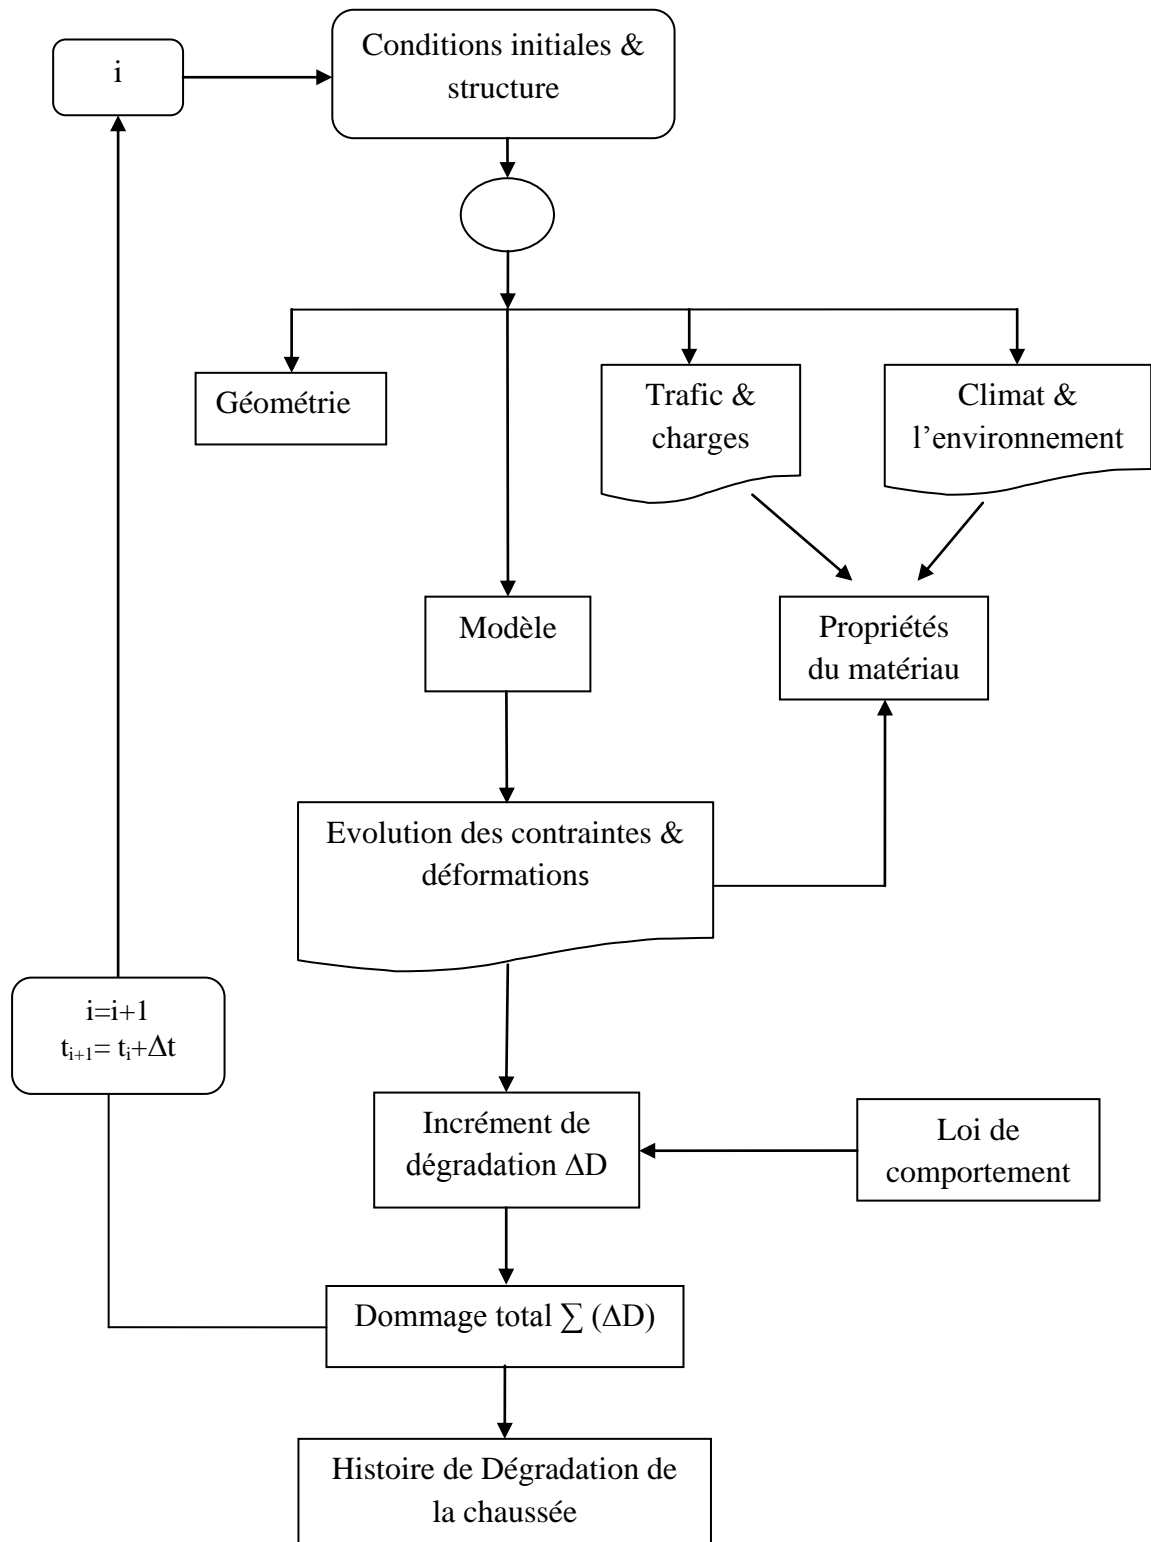 i
Conditions initiales &
structure
Géométrie
Trafic &
charges
Climat &
l’environnement
Modèle
Propriétés
du matériau
Evolution des contraintes &
déformations
i=i+1
tᵢ₊₁= tᵢ+Δt
Incrément de
dégradation ΔD
Loi de
comportement
Dommage total ∑ (ΔD)
Histoire de Dégradation de
la chaussée